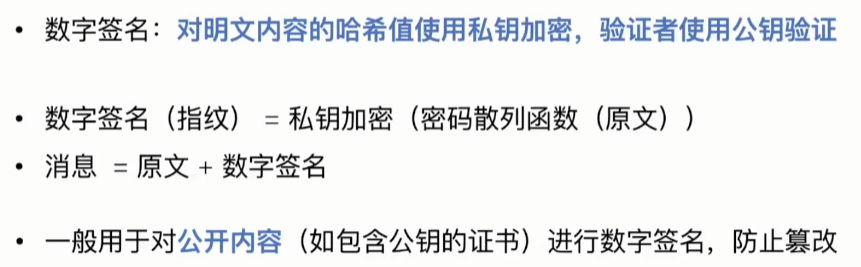 • 数字签名：对明文内容的哈希值使用私钥加密，验证者使用公钥验证
• 数字签名（指纹） = 私钥加密（密码散列函数（原文））
• 消息 = 原文 + 数字签名
• 一般用于对公开内容（如包含公钥的证书）进行数字签名，防止篡改